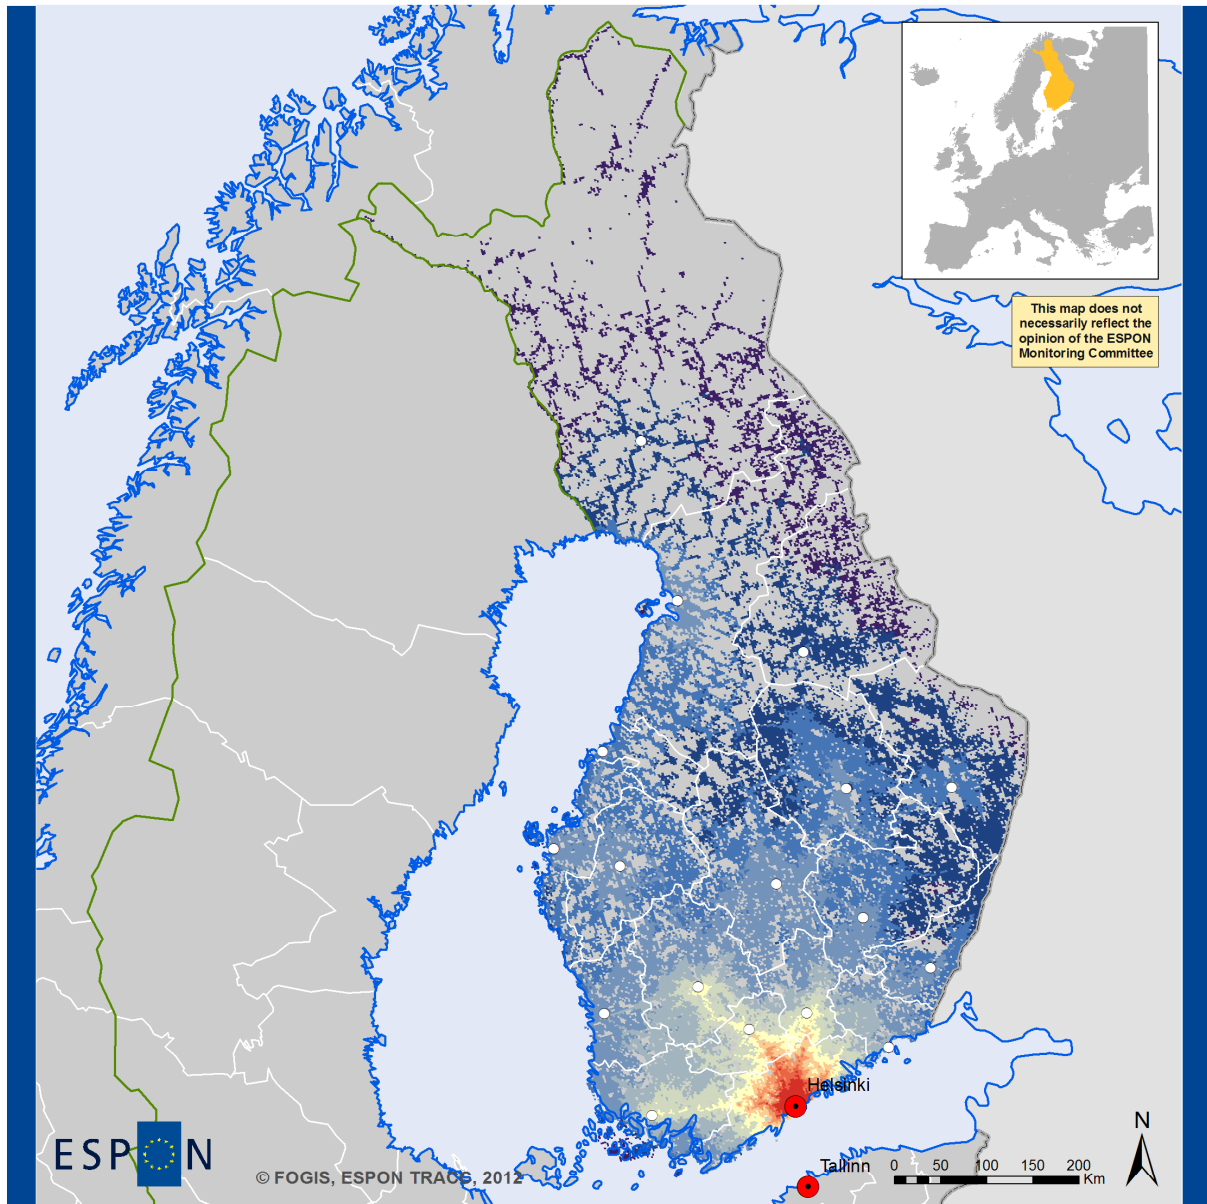 This map does not
necessarily reflect the
opinion of the ESPON
Monitoring Committee
Helsinki
Tallinn
N
0 50 100 150 200
Km
ESPON
© FOGIS, ESPON TRACC, 2012